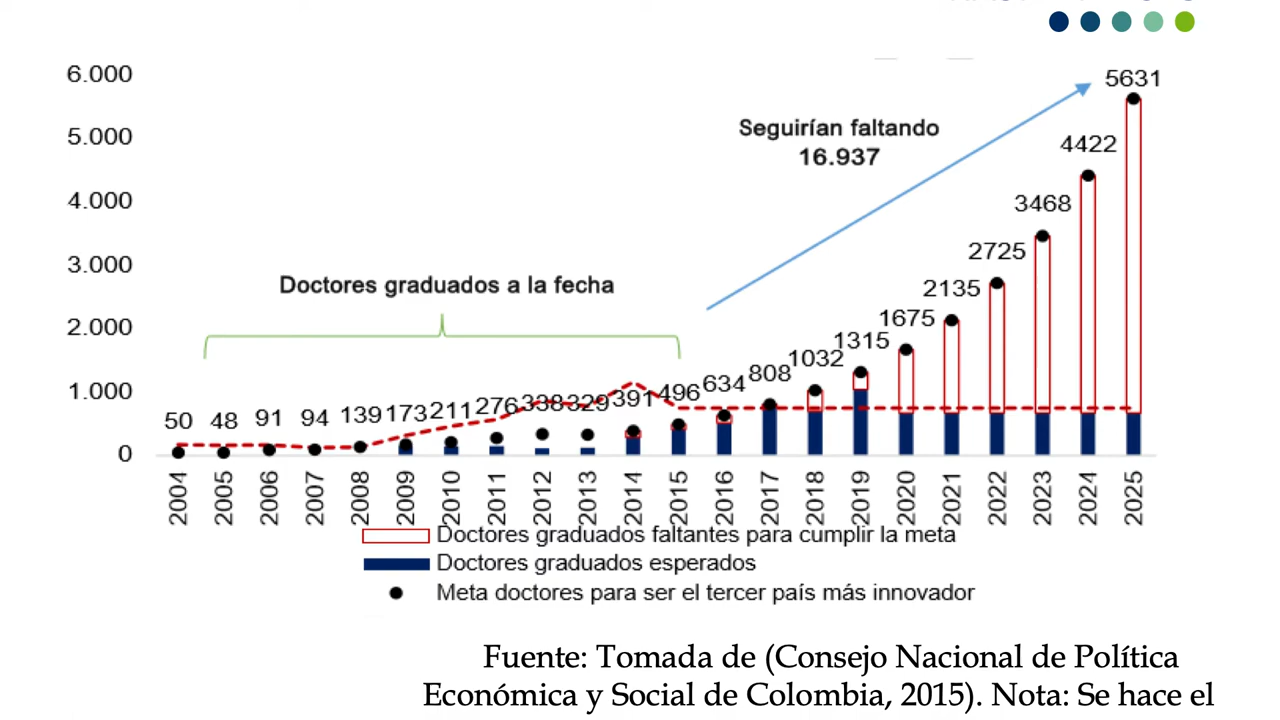 6.000
5.000
4.000
3.000
2.000
1.000
0
Seguirían faltando
16.937
Doctores graduados a la fecha
50 48 91 94 139 173 211 276 338 329 391 496 634 808 1032 1315 1675 2135 2725 3468 4422 5631
2004 2005 2006 2007 2008 2009 2010 2011 2012 2013 2014 2015 2016 2017 2018 2019 2020 2021 2022 2023 2024 2025
Doctores graduados faltantes para cumplir la meta
Doctores graduados esperados
Meta doctores para ser el tercer país más innovador
Fuente: Tomada de (Consejo Nacional de Política
Económica y Social de Colombia, 2015). Nota: Se hace el